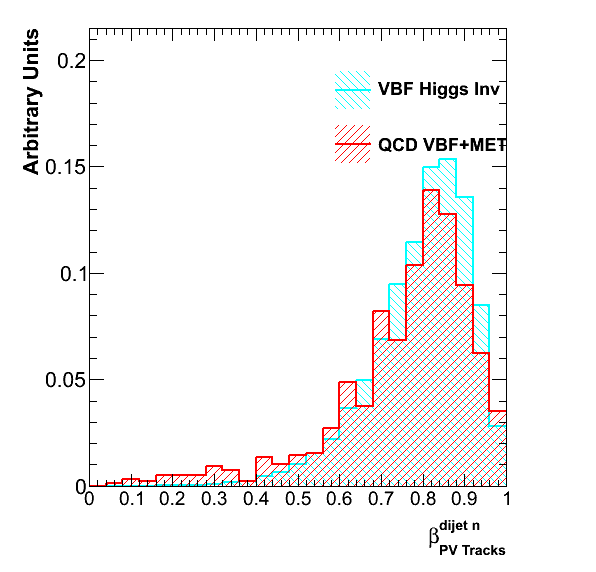 Arbitrary Units
0.2
0.15
0.1
0.05
0
VBF Higgs Inv
QCD VBF+MET
0 0.1 0.2 0.3 0.4 0.5 0.6 0.7 0.8 0.9 1
β dijet n
PV Tracks